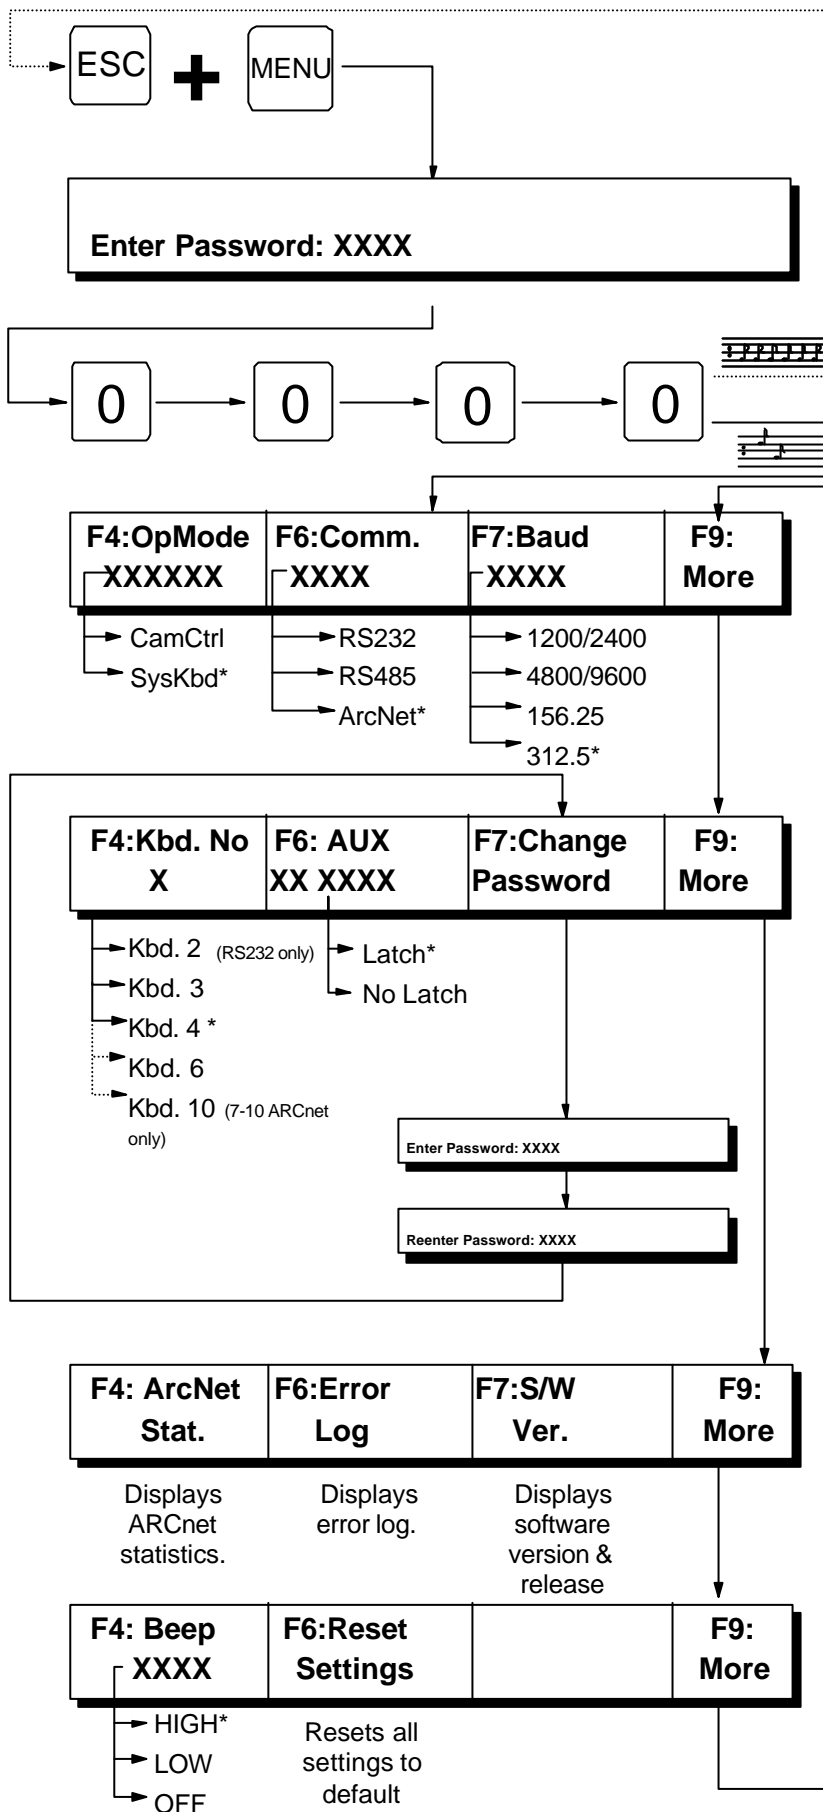 ESC + MENU
Enter Password: XXXX
0 0 0 0
F4:OpMode F6:Comm. F7:Baud F9:
XXXXXX XXXX XXXX More
CamCtrl RS232 1200/2400
SysKbd* RS485 4800/9600
ArcNet* 156.25
312.5*
F4:Kbd. No F6: AUX F7:Change F9:
X XX XXXX Password More
Kbd. 2 (RS232 only) Latch*
Kbd. 3 No Latch
Kbd. 4 *
Kbd. 6
Kbd. 10 (7-10 ARCnet
only)
Enter Password: XXXX
Reenter Password: XXXX
F4: ArcNet F6:Error F7:S/W F9:
Stat. Log Ver. More
Displays Displays Displays
ARCnet error log. software
statistics. version &
release
F4: Beep F6:Reset F9:
XXXX Settings More
HIGH* Resets all
LOW settings to
OFF default